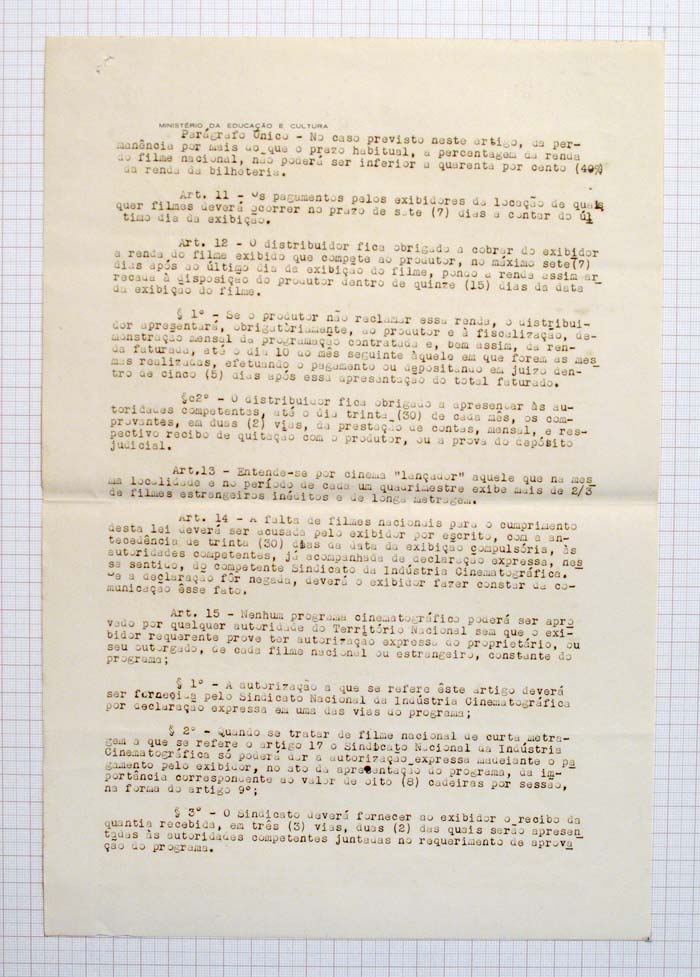 MINISTÉRIO DA EDUCAÇÃO E CULTURA
Parágrafo Único - No caso previsto neste artigo, da per-
manência por mais do que o prazo habitual, a percentagem da renda
do filme nacional, não poderá ser inferior a quarenta por cento (40%)
da renda da bilheteria.
Art. 11 - Os pagamentos pelos exibidores da locação de quais
quer filmes deverá ocorrer no prazo de sete (7) dias a contar do úl
timo dia da exibição.
Art. 12 - O distribuidor fica obrigado a cobrar do exibidor
a renda do filme exibido que compete ao produtor, no máximo sete(7)
dias após ao último dia da exibição do filme, pondo a renda assim ar
recada à disposição do produtor dentro de quinze (15) dias da data
da exibição do filme.
§ 1º - Se o produtor não reclamar essa renda, o distribui-
dor apresentará, obrigatòriamente, ao produtor e à fiscalização, de-
monstração mensal da programação contratada e, bem assim, da ren-
da faturada, até o dia 10 do mês seguinte àquele em que forem as mes
mas realizadas, efetuando o pagamento ou depositando em juizo den-
tro de cinco (5) dias após essa apresentação do total faturado.
§c2º - O distribuidor fica obrigado a apresentar às au-
toridades competentes, até o dia trinta (30) de cada mês, os com-
provantes, em duas (2) vias, da prestação de contas, mensal, e res-
pectivo recibo de quitação com o produtor, ou a prova do depósito
judicial.
Art.13 - Entende-se por cinema "lançador" aquele que na mes
ma localidade e no período de cada um quadrimestre exibe mais de 2/3
de filmes estrangeiros inéditos e de longa metragem.
Art. 14 - A falta de filmes nacionais para o cumprimento
desta lei deverá ser acusada pelo exibidor por escrito, com a an-
tecedência de trinta (30) dias da data da exibição compulsória, às
autoridades competentes, já acompanhada de declaração expressa, nes
se sentido, do competente Sindicato da Indústria Cinematográfica.
Se a declaração fôr negada, deverá o exibidor fazer constar da co-
municação êsse fato.
Art. 15 - Nenhum programa cinematográfico poderá ser apro
vado por qualquer autoridade do Território Nacional sem que o exi-
bidor requerente prove ter autorização expressa do proprietário, ou
seu outorgado, de cada filme nacional ou estrangeiro, constante do
programa;
§ 1º - A autorização a que se refere êste artigo deverá
ser fornecida pelo Sindicato Nacional da Indústria Cinematográfica
por declaração expressa em uma das vias do programa;
§ 2º - Quando se tratar de filme nacional de curta metra-
gem a que se refere o artigo 17 o Sindicato Nacional da Indústria
Cinematográfica só poderá dar a autorização expressa madeiante o pa
gamento pelo exibidor, no ato da apresentação do programa, da im-
portância correspondente ao valor de oito (8) cadeiras por sessão,
na forma do artigo 9º;
§ 3º - O Sindicato deverá fornecer ao exibidor o recibo da
quantia recebida, em três (3) vias, duas (2) das quais serão apresen
tadas às autoridades competentes juntadas no requerimento de aprova
ção do programa.